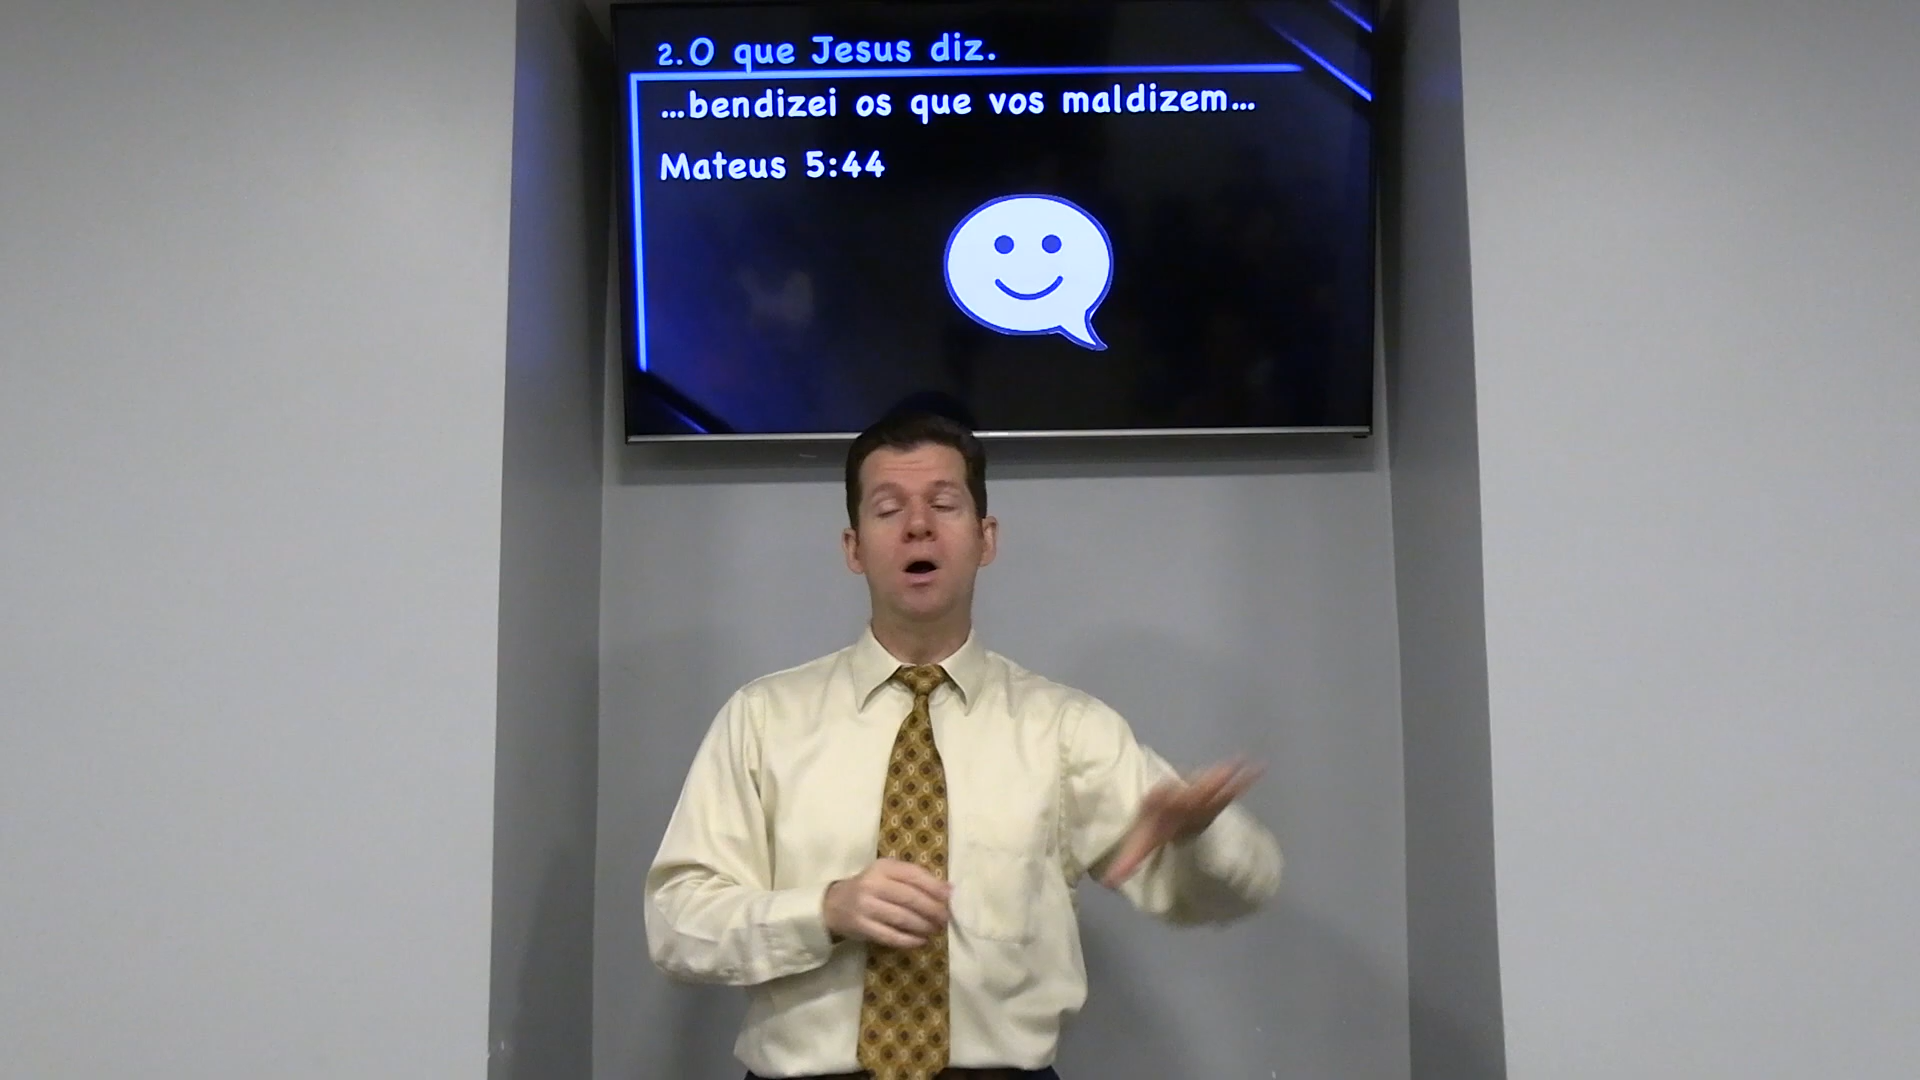 2. O que Jesus diz.
...bendizei os que vos maldizem...
Mateus 5:44